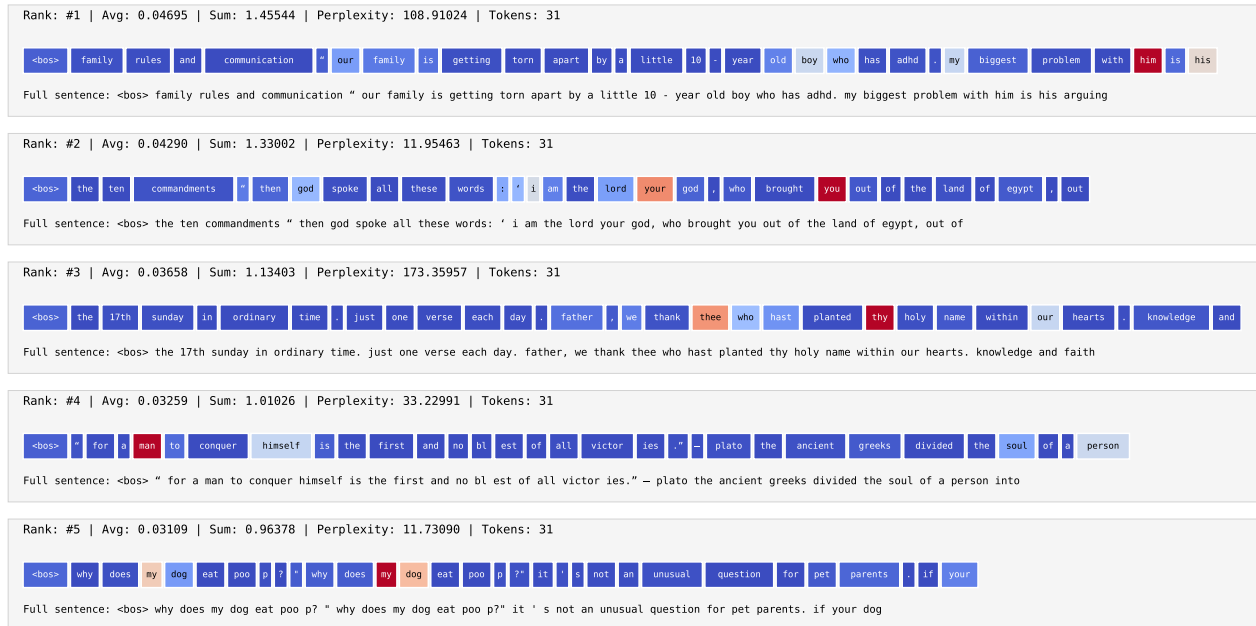 Rank: #1 | Avg: 0.04695 | Sum: 1.45544 | Perplexity: 108.91024 | Tokens: 31
<bos> family rules and communication “ our family is getting torn apart by a little 10 - year old boy who has adhd . my biggest problem with him is his
Full sentence: <bos> family rules and communication “ our family is getting torn apart by a little 10 - year old boy who has adhd. my biggest problem with him is his arguing
Rank: #2 | Avg: 0.04290 | Sum: 1.33002 | Perplexity: 11.95463 | Tokens: 31
<bos> the ten commandments “ then god spoke all these words : ‘ i am the lord your god , who brought you out of the land of egypt , out
Full sentence: <bos> the ten commandments “ then god spoke all these words: ‘ i am the lord your god, who brought you out of the land of egypt, out of
Rank: #3 | Avg: 0.03658 | Sum: 1.13403 | Perplexity: 173.35957 | Tokens: 31
<bos> the 17th sunday in ordinary time . just one verse each day . father , we thank thee who hast planted thy holy name within our hearts . knowledge and
Full sentence: <bos> the 17th sunday in ordinary time. just one verse each day. father, we thank thee who hast planted thy holy name within our hearts. knowledge and faith
Rank: #4 | Avg: 0.03259 | Sum: 1.01026 | Perplexity: 33.22991 | Tokens: 31
<bos> “ for a man to conquer himself is the first and no bl est of all victor ies .” — plato the ancient greeks divided the soul of a person
Full sentence: <bos> “ for a man to conquer himself is the first and no bl est of all victor ies.” — plato the ancient greeks divided the soul of a person into
Rank: #5 | Avg: 0.03109 | Sum: 0.96378 | Perplexity: 11.73090 | Tokens: 31
<bos> why does my dog eat poo p ? " why does my dog eat poo p ?" it ' s not an unusual question for pet parents . if your
Full sentence: <bos> why does my dog eat poo p? " why does my dog eat poo p?" it ' s not an unusual question for pet parents. if your dog